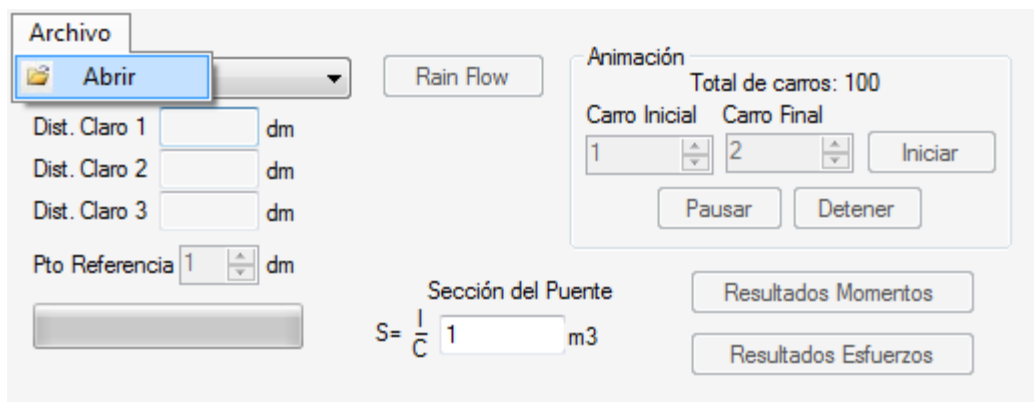 Archivo
Abrir
Rain Flow
Animación
Total de carros: 100
Carro Inicial Carro Final
1 2 Iniciar
Pausar Detener
Dist. Claro 1 dm
Dist. Claro 2 dm
Dist. Claro 3 dm
Pto Referencia 1 dm
Sección del Puente
S= I
C 1 m3
Resultados Momentos
Resultados Esfuerzos